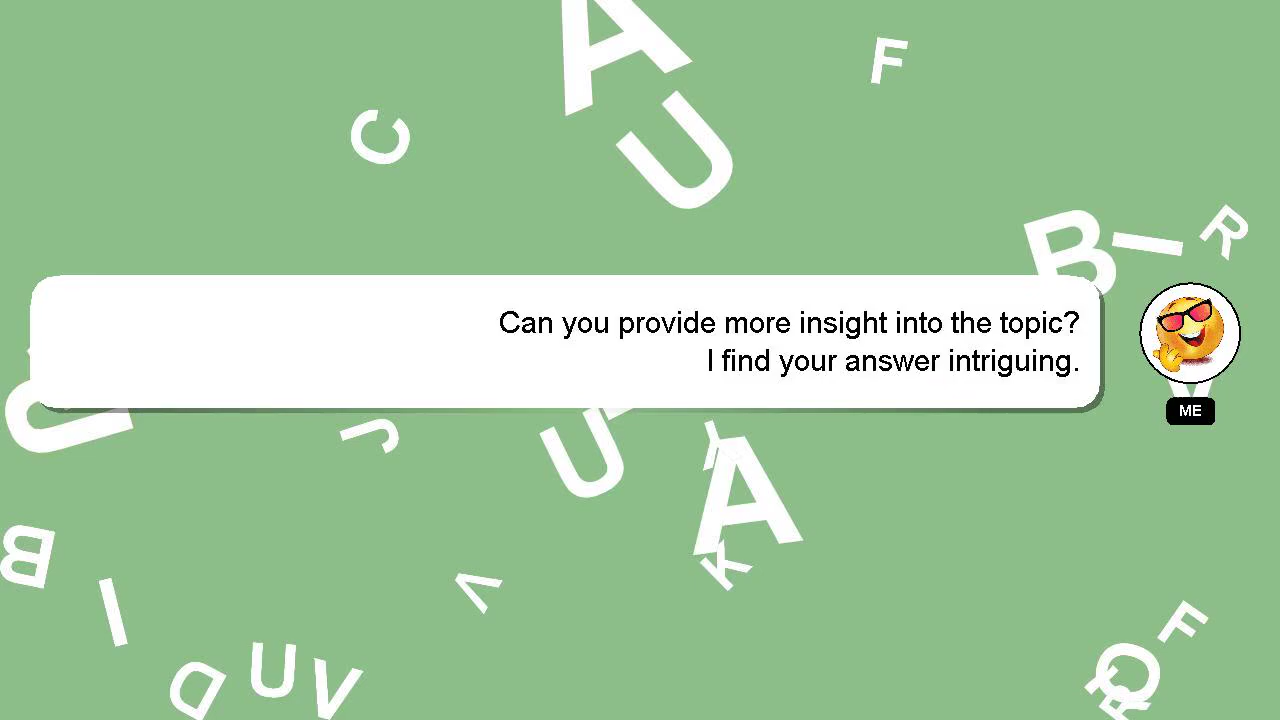 A
F
C
U
B
I
R
Can you provide more insight into the topic?
I find your answer intriguing.
ME
J
U
A
K
B
I
V
F
D
U
V
Q